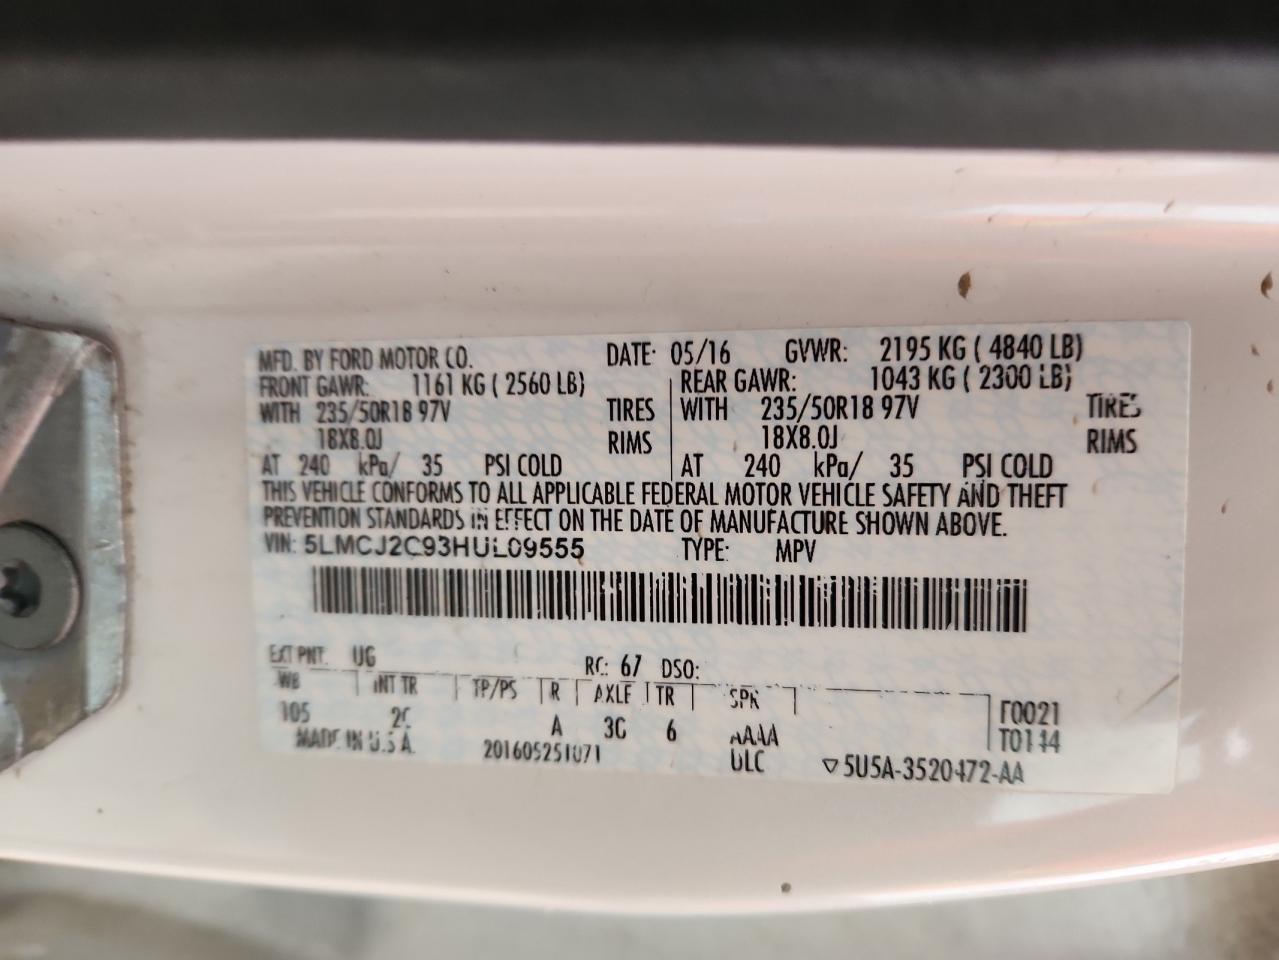 MFD. BY FORD MOTOR CO. DATE: 05/16 GVWR: 2195 KG ( 4840 LB)
FRONT GAWR: 1161 KG ( 2560 LB) REAR GAWR: 1043 KG ( 2300 LB)
WITH 235/50R18 97V TIRES WITH 235/50R18 97V TIRES
18X8.0J RIMS 18X8.0J RIMS
AT 240 kPa/ 35 PSI COLD AT 240 kPa/ 35 PSI COLD
THIS VEHICLE CONFORMS TO ALL APPLICABLE FEDERAL MOTOR VEHICLE SAFETY AND THEFT
PREVENTION STANDARDS IN EFFECT ON THE DATE OF MANUFACTURE SHOWN ABOVE.
VIN: 5LMCJ2C93HUL09555 TYPE: MPV
EXT PNT: UG RC: 67 DSO:
WB INT TR TP/PS R AXLE TR SPR
105 A 3C 6 AAAA F0021
T0144
MADE IN U.S.A. 201605251071 ULC ▽5U5A-3520472-AA